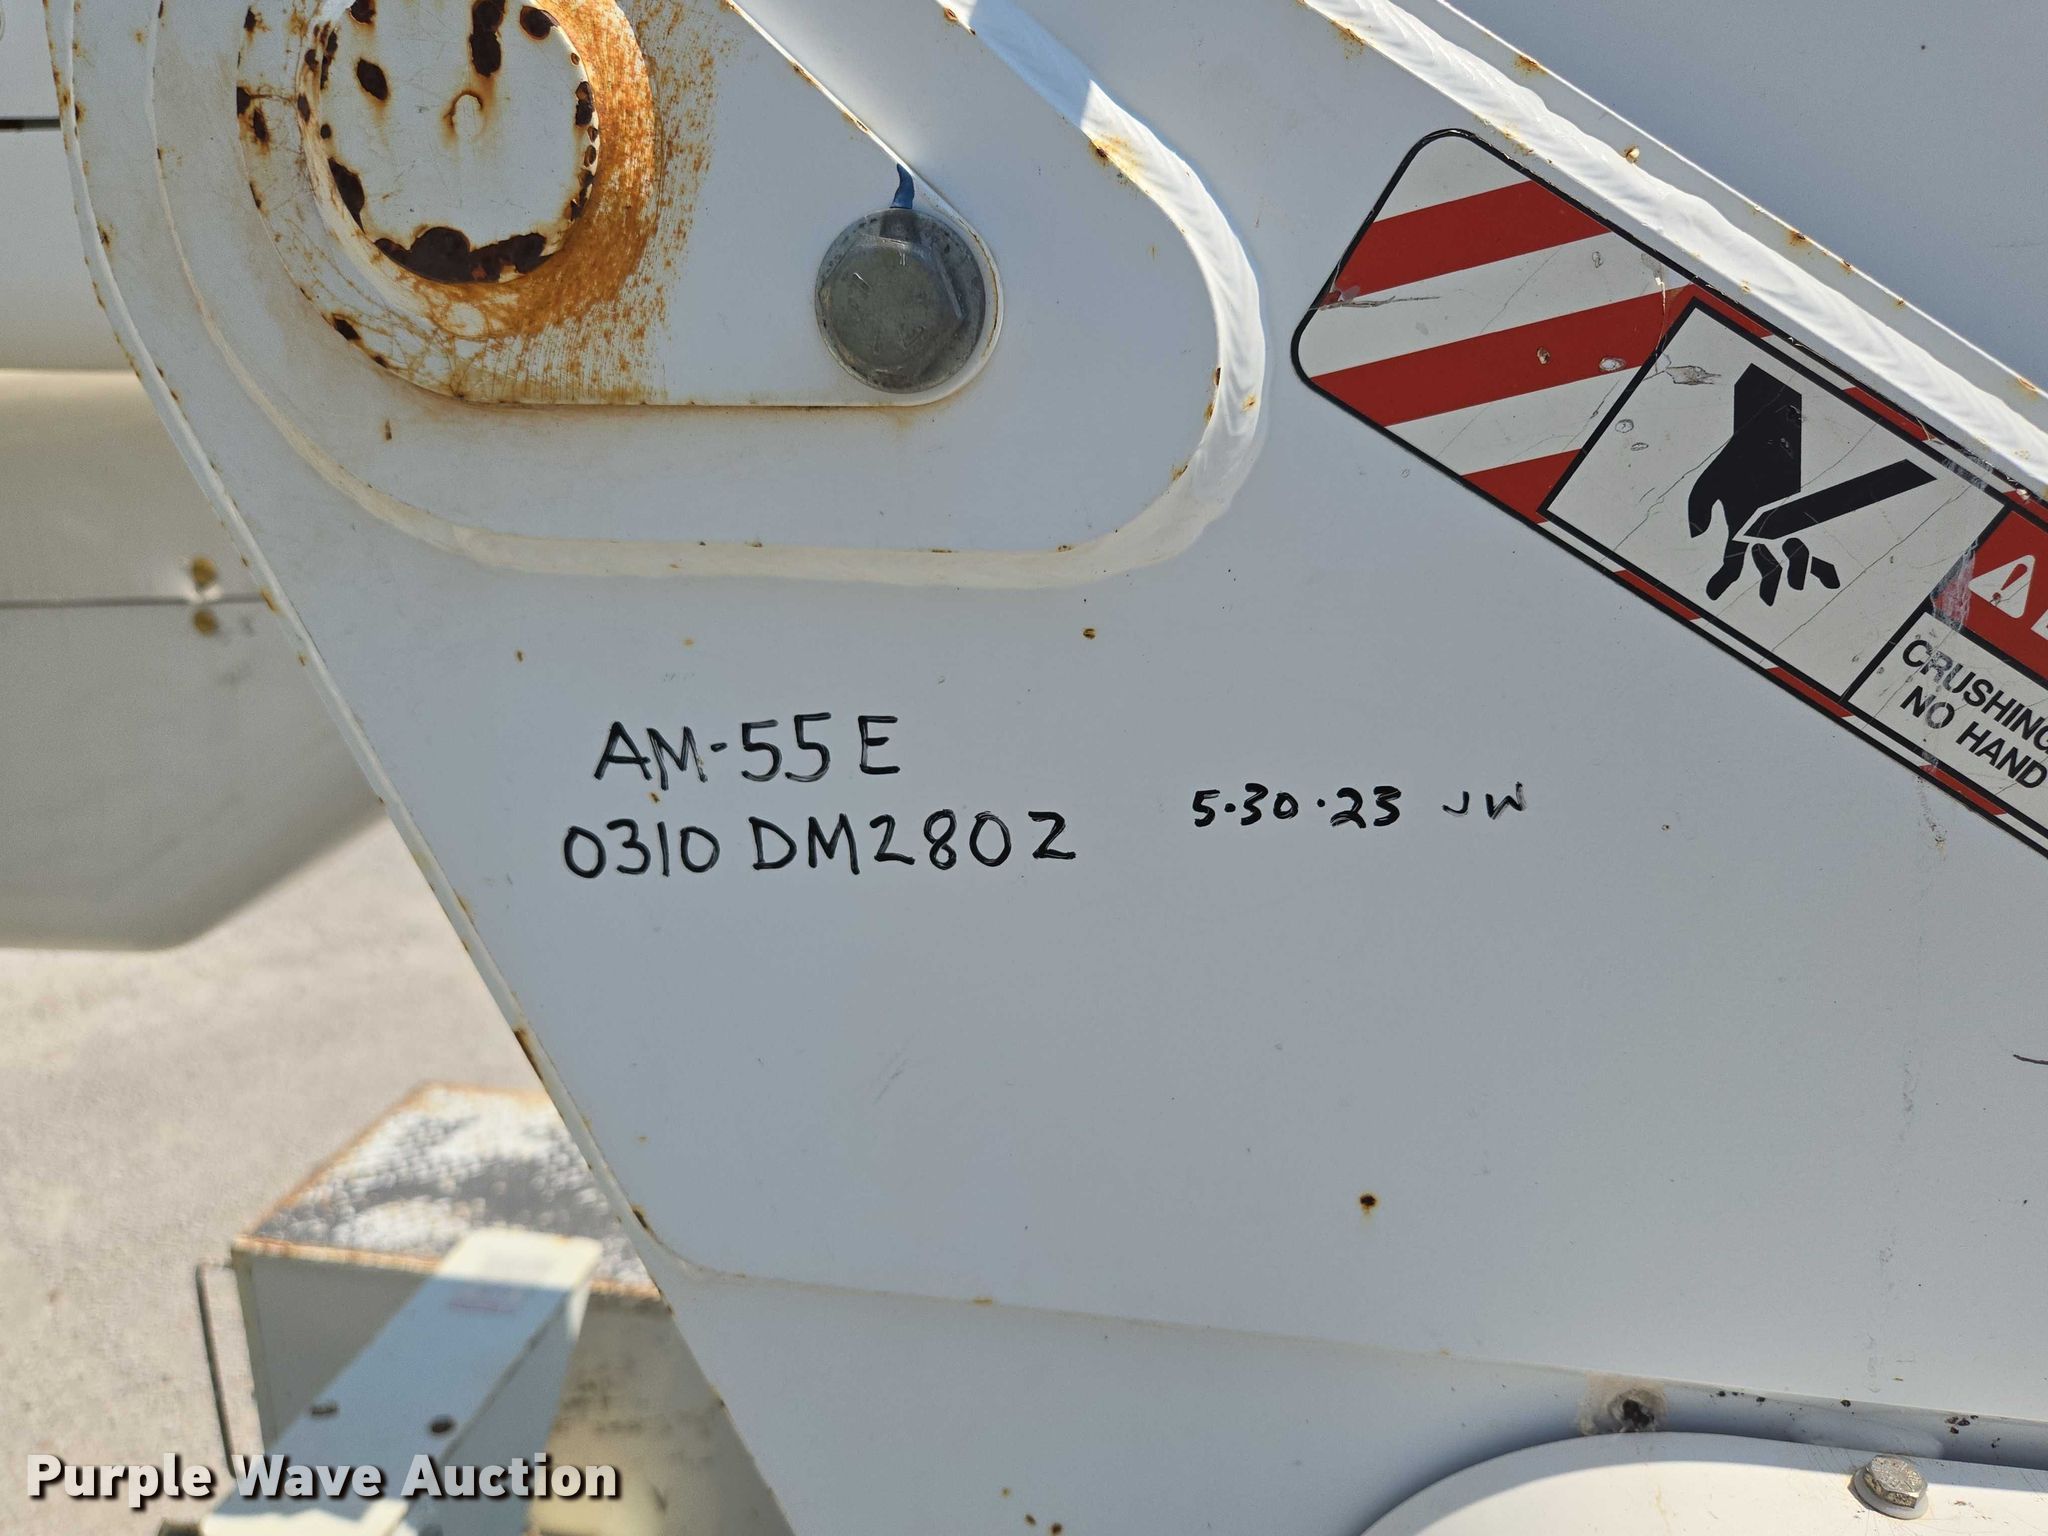 CRUSHING
NO HAND
AM-55E
0310DM2802
5·30·23 JW
Purple Wave Auction